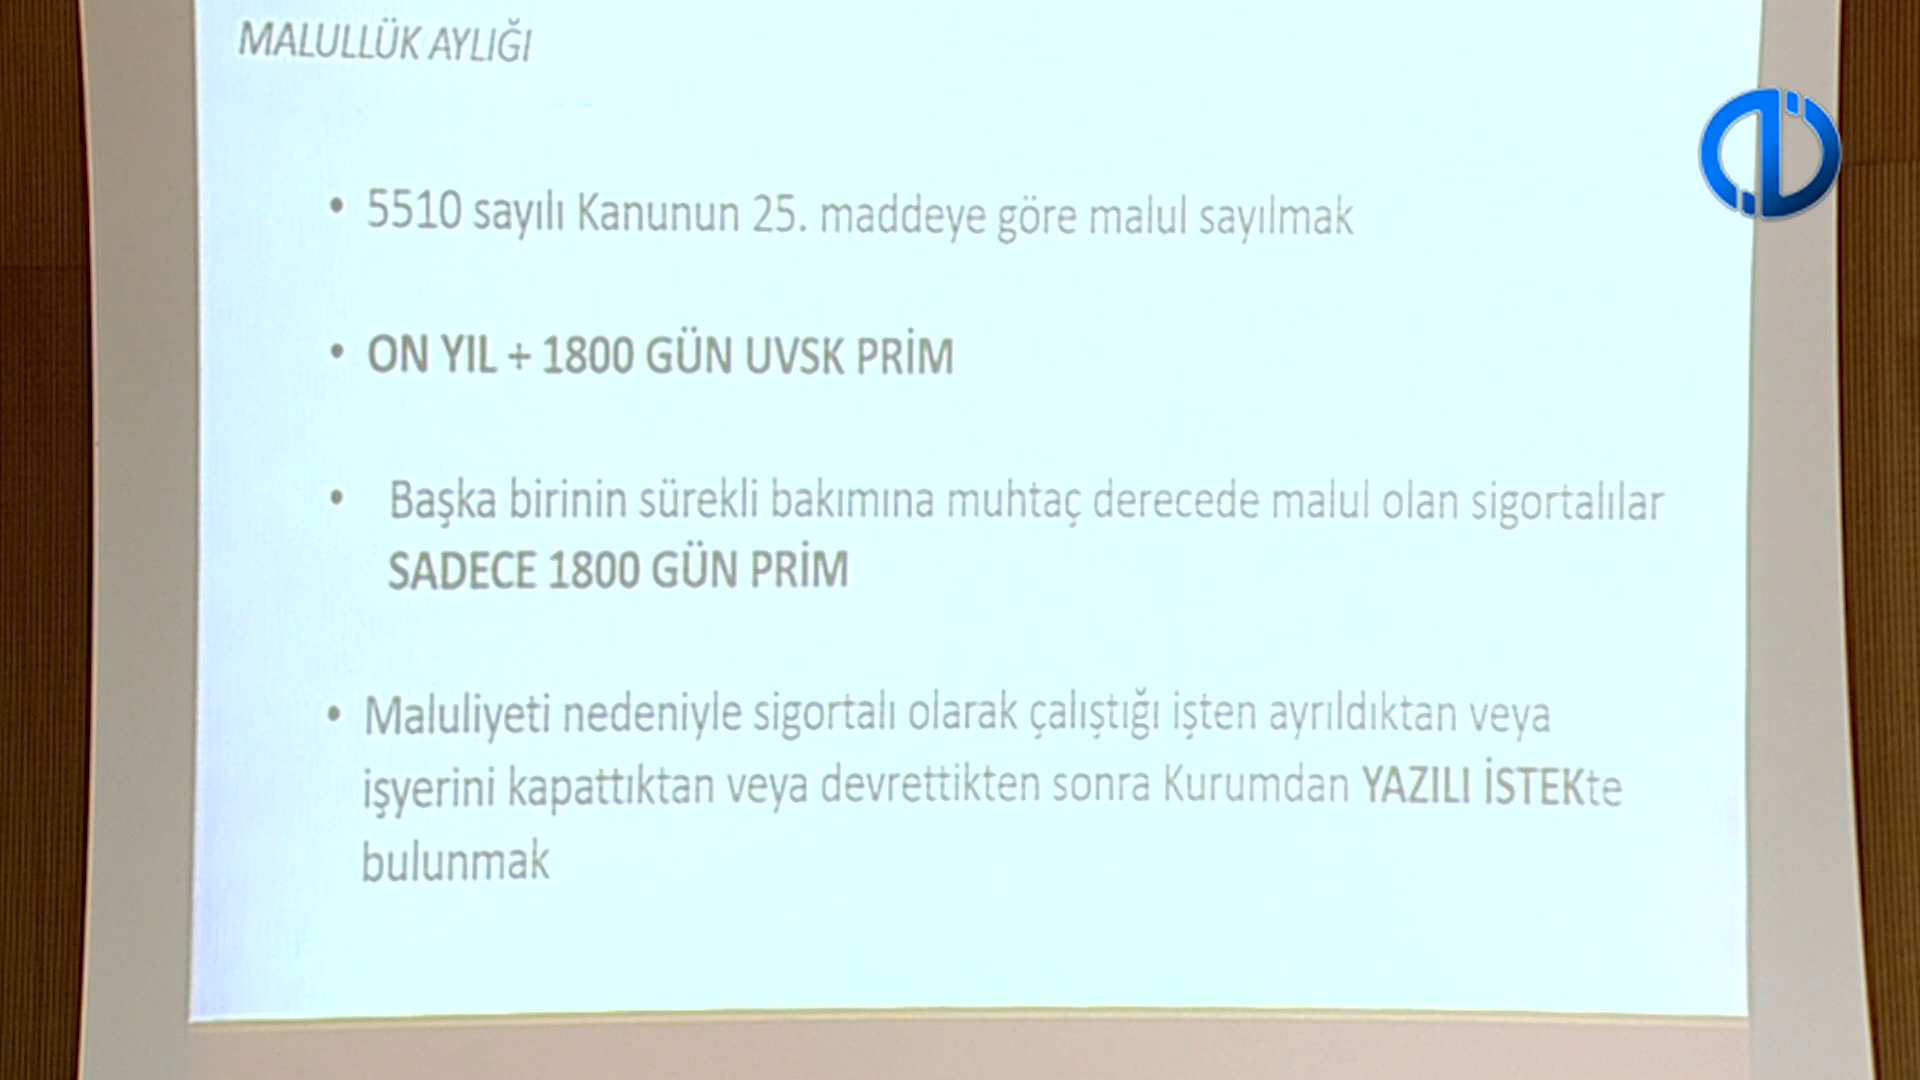 MALULLÜK AYLIĞI
• 5510 sayılı Kanunun 25. maddeye göre malul sayılmak
• ON YIL + 1800 GÜN UVSK PRİM
• Başka birinin sürekli bakımına muhtaç derecede malul olan sigortalılar
SADECE 1800 GÜN PRİM
• Maluliyeti nedeniyle sigortalı olarak çalıştığı işten ayrıldıktan veya
işyerini kapattıktan veya devrettikten sonra Kurumdan YAZILI İSTEKte
bulunmak